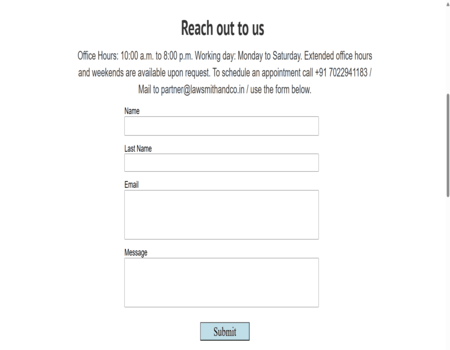 Reach out to us
Office Hours: 10:00 a.m. to 8:00 p.m. Working day: Monday to Saturday. Extended office hours
and weekends are available upon request. To schedule an appointment call +91 7022941183 /
Mail to partner@lawsmithandco.in / use the form below.
Name
Last Name
Email
Message
Submit